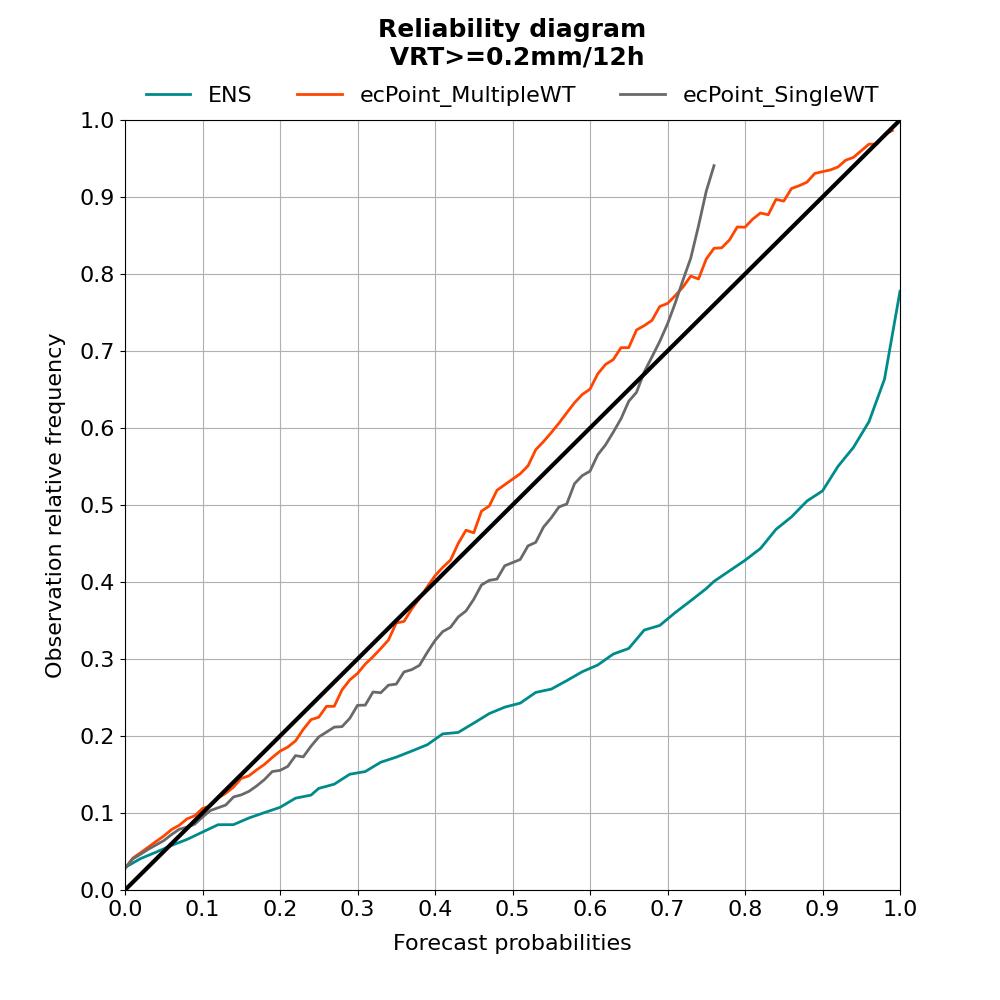 Reliability diagram
VRT>=0.2mm/12h
ENS ecPoint_MultipleWT ecPoint_SingleWT
1.0
0.9
0.8
0.7
0.6
0.5
0.4
0.3
0.2
0.1
0.0
Observation relative frequency
0.0 0.1 0.2 0.3 0.4 0.5 0.6 0.7 0.8 0.9 1.0
Forecast probabilities